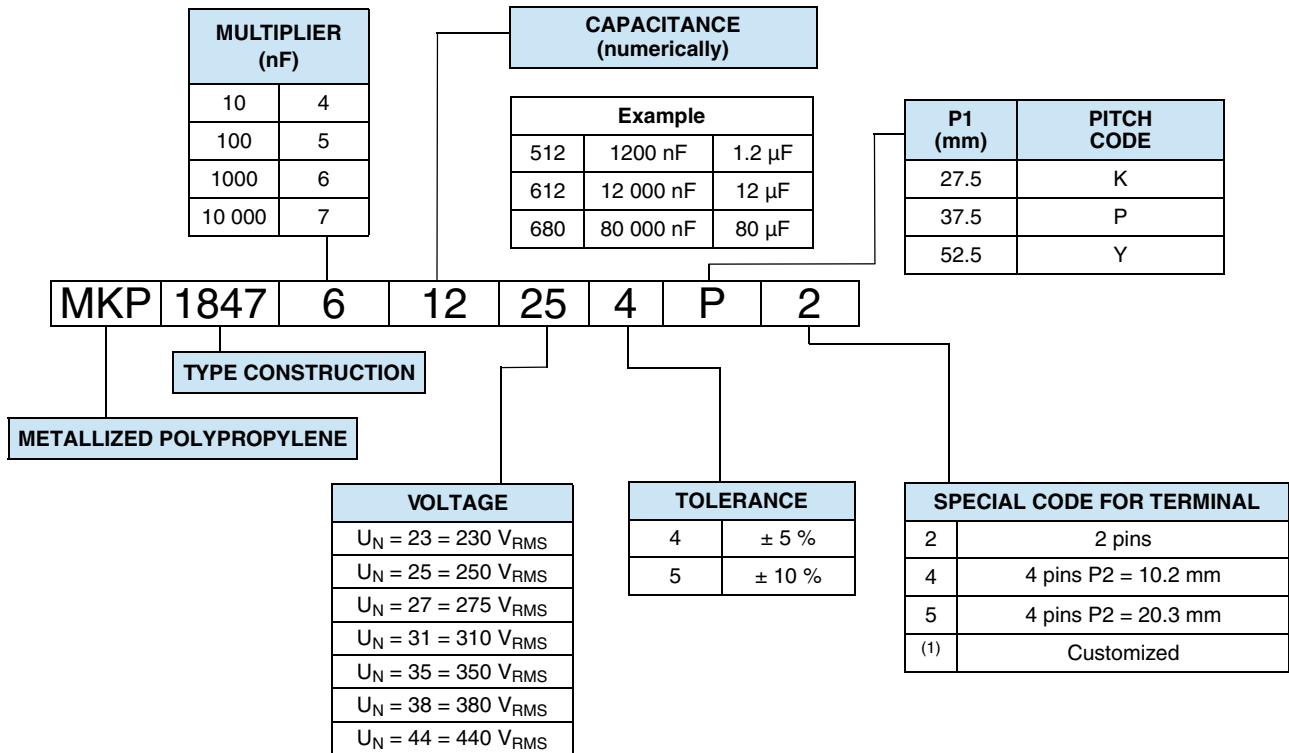 MULTIPLIER
(nF)
10 4
100 5
1000 6
10 000 7
CAPACITANCE
(numerically)
Example
512 1200 nF 1.2 µF
612 12 000 nF 12 µF
680 80 000 nF 80 µF
P1
(mm) PITCH
CODE
27.5 K
37.5 P
52.5 Y
MKP 1847 6 12 25 4 P 2
TYPE CONSTRUCTION
METALLIZED POLYPROPYLENE
VOLTAGE
UN = 23 = 230 VRMS
UN = 25 = 250 VRMS
UN = 27 = 275 VRMS
UN = 31 = 310 VRMS
UN = 35 = 350 VRMS
UN = 38 = 380 VRMS
UN = 44 = 440 VRMS
TOLERANCE
4 ± 5 %
5 ± 10 %
SPECIAL CODE FOR TERMINAL
2 2 pins
4 4 pins P2 = 10.2 mm
5 4 pins P2 = 20.3 mm
(1) Customized